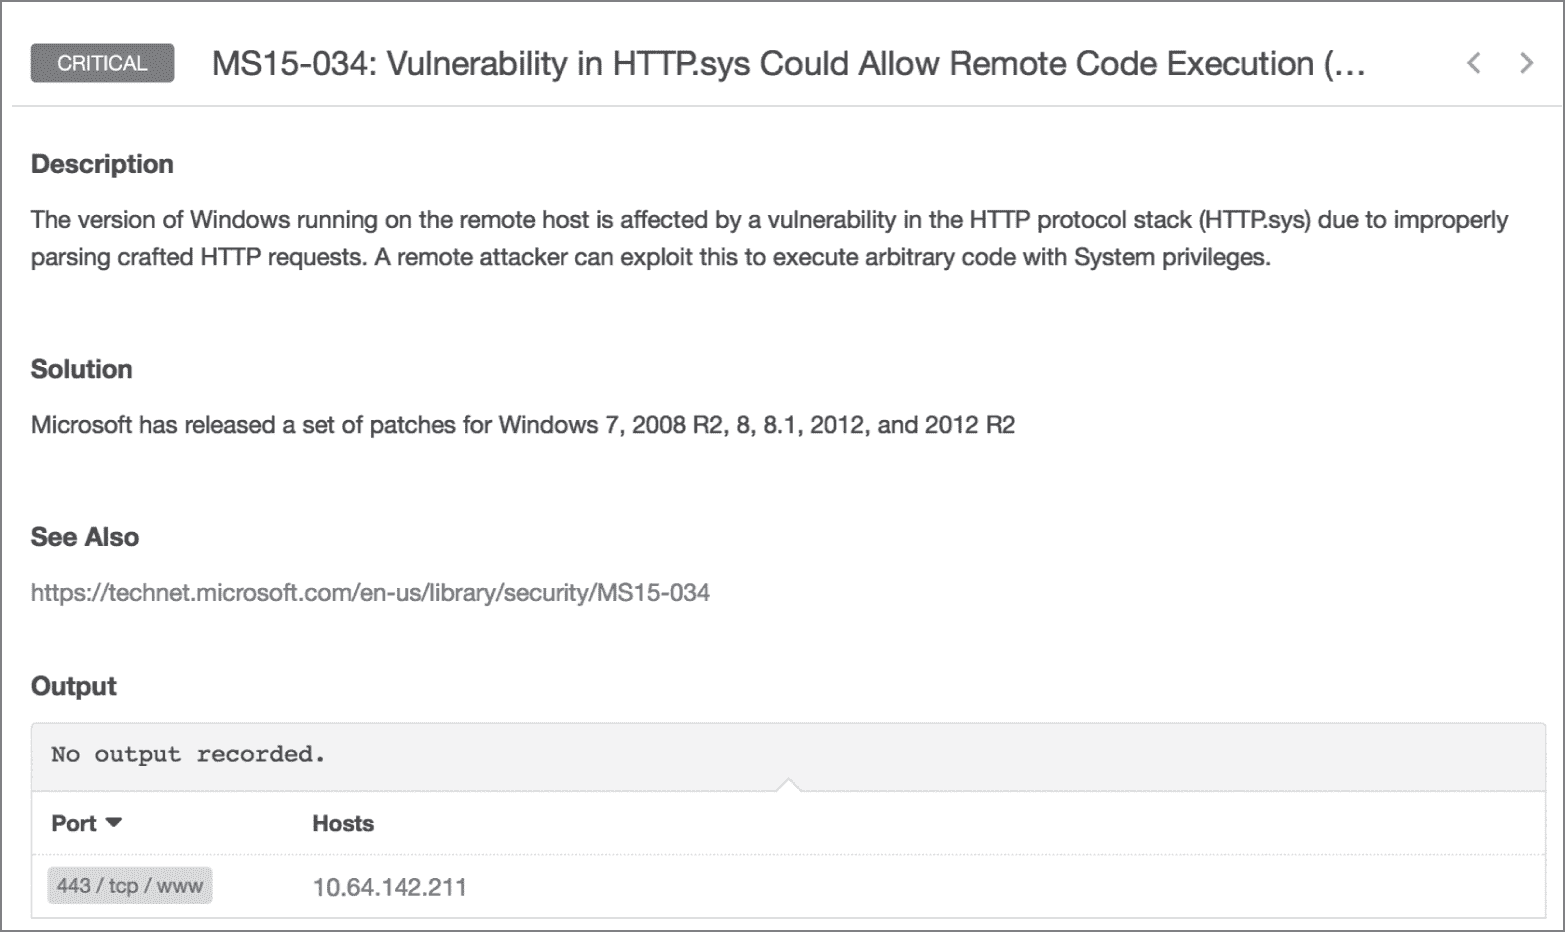 CRITICAL MS15-034: Vulnerability in HTTP.sys Could Allow Remote Code Execution (...
Description
The version of Windows running on the remote host is affected by a vulnerability in the HTTP protocol stack (HTTP.sys) due to improperly
parsing crafted HTTP requests. A remote attacker can exploit this to execute arbitrary code with System privileges.
Solution
Microsoft has released a set of patches for Windows 7, 2008 R2, 8, 8.1, 2012, and 2012 R2
See Also
https://technet.microsoft.com/en-us/library/security/MS15-034
Output
No output recorded.
Port Hosts
443 / tcp / www 10.64.142.211